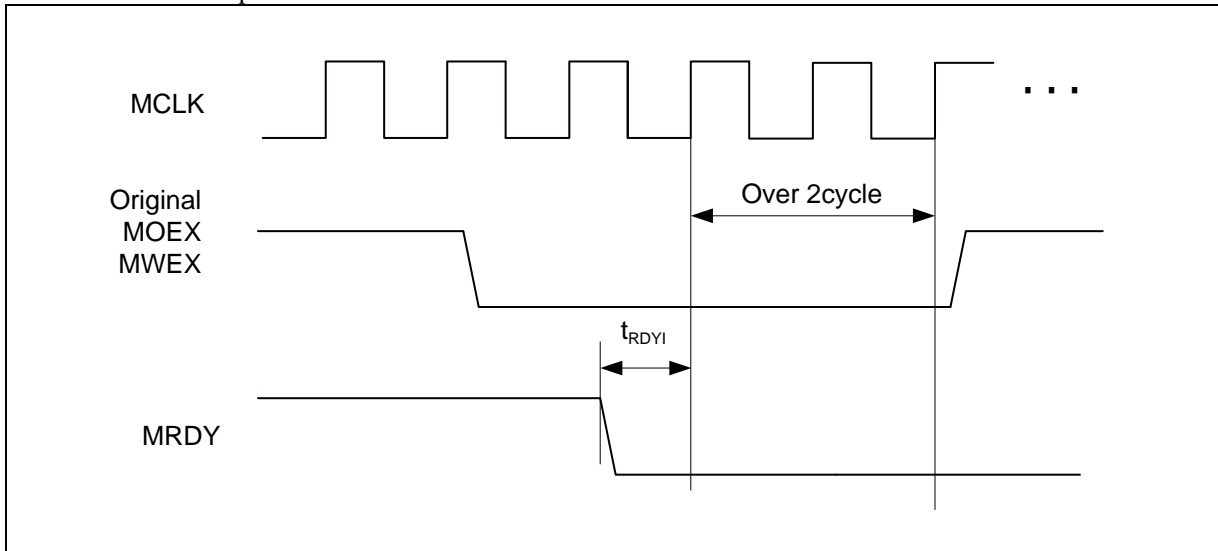 MCLK
. . .
Original
MOEX
MWEX
Over 2cycle
tRDYI
MRDY